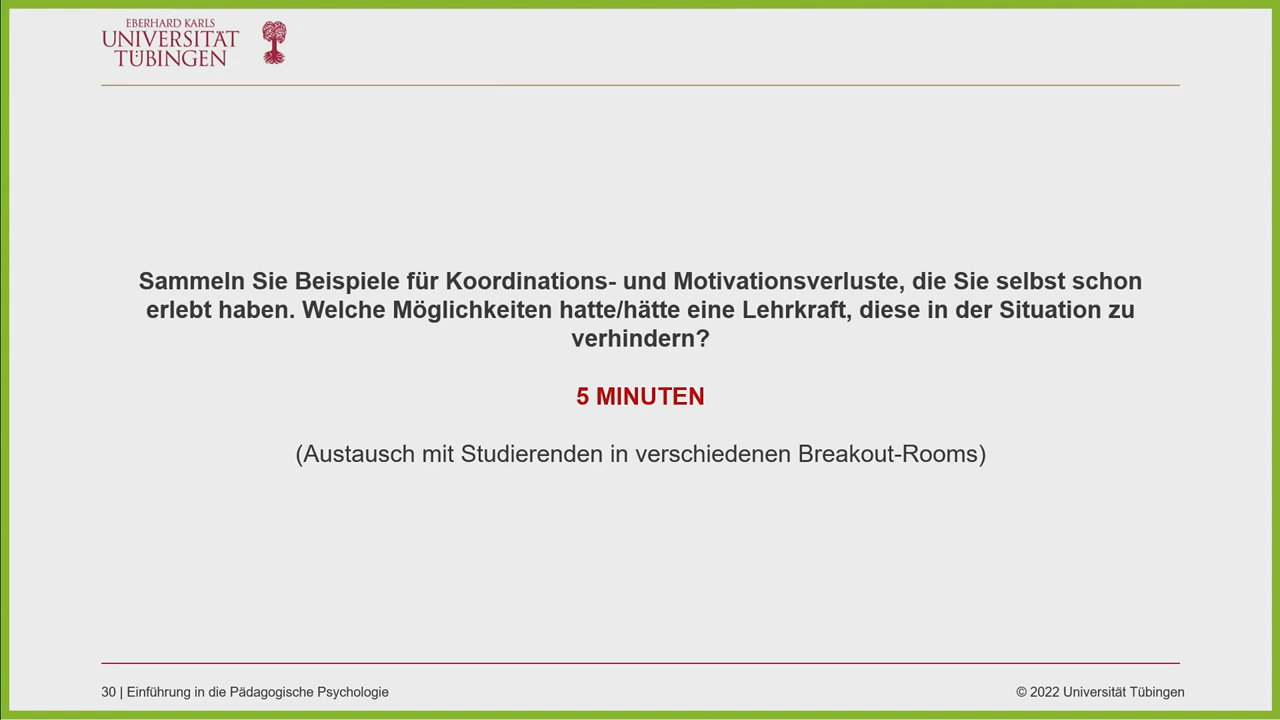 EBERHARD KARLS
UNIVERSITÄT
TÜBINGEN
Sammeln Sie Beispiele für Koordinations- und Motivationsverluste, die Sie selbst schon
erlebt haben. Welche Möglichkeiten hatte/hätte eine Lehrkraft, diese in der Situation zu
verhindern?
5 MINUTEN
(Austausch mit Studierenden in verschiedenen Breakout-Rooms)
30 | Einführung in die Pädagogische Psychologie
© 2022 Universität Tübingen